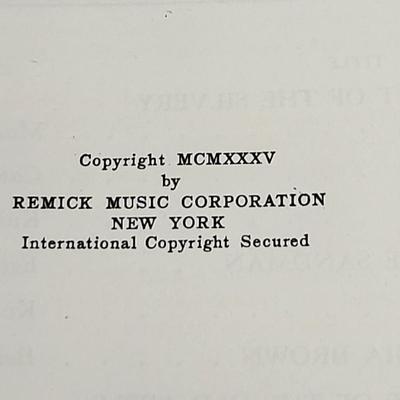 Copyright MCMXXXV
by
REMICK MUSIC CORPORATION
NEW YORK
International Copyright Secured